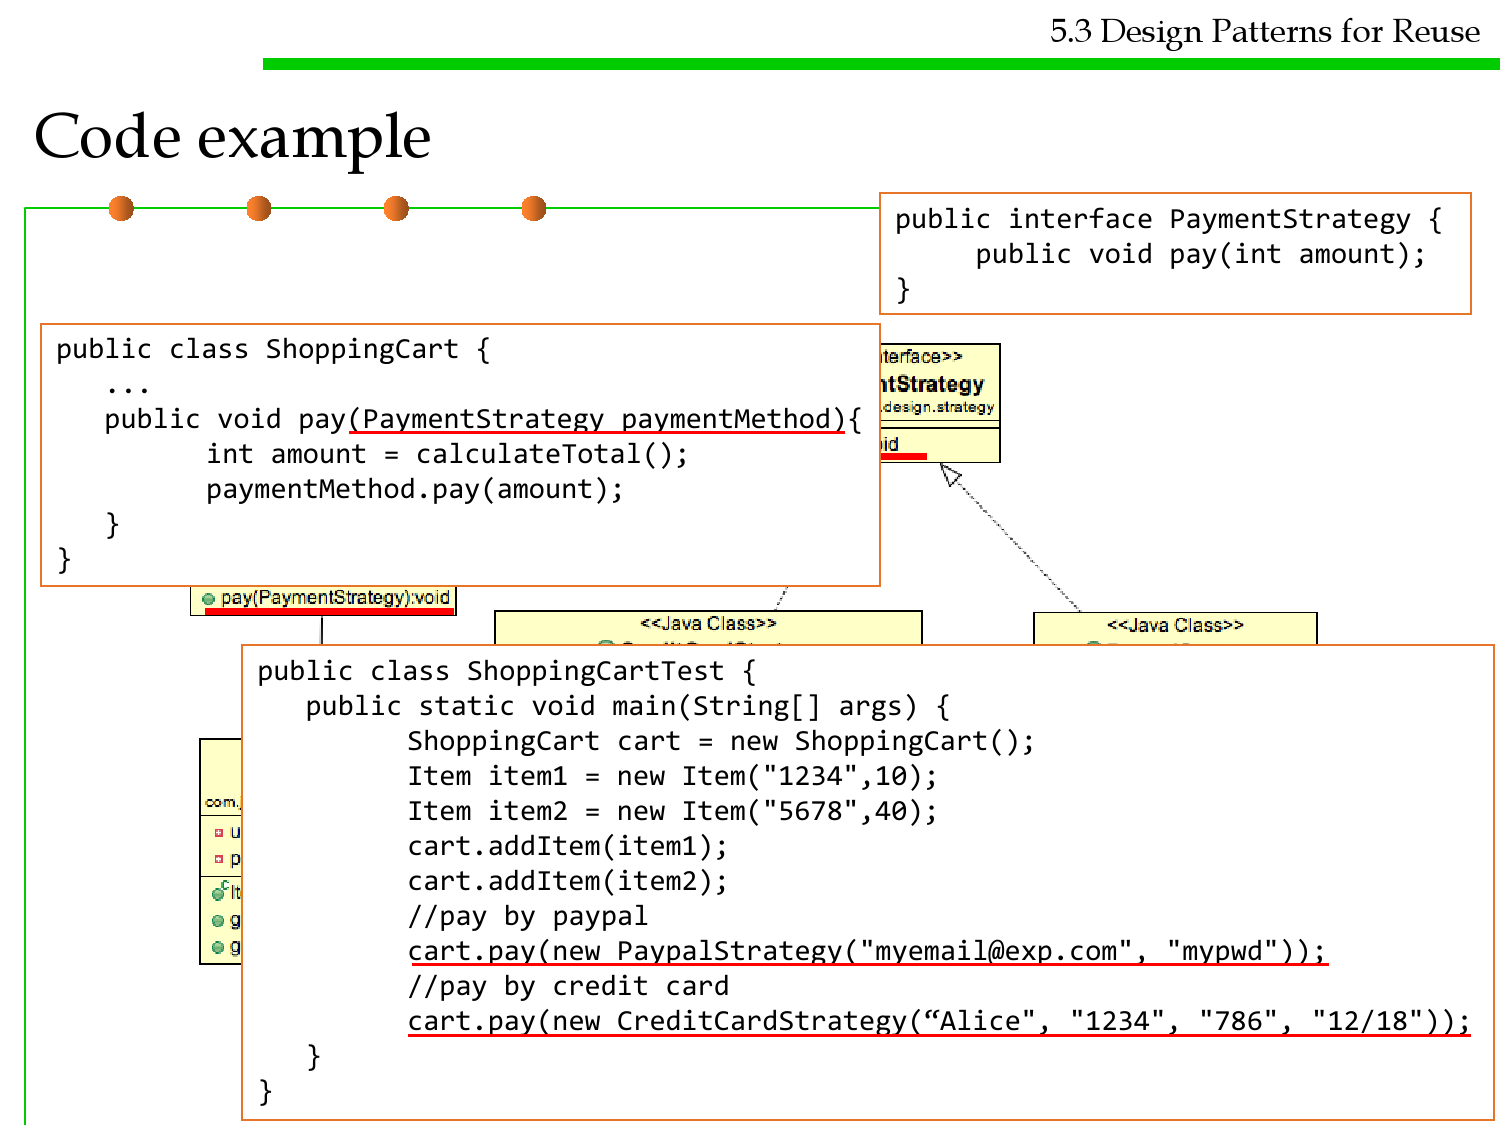 5.3 Design Patterns for Reuse
Code example
public interface PaymentStrategy {
public void pay(int amount);
}
public class ShoppingCart {
...
public void pay(PaymentStrategy paymentMethod){
int amount = calculateTotal();
paymentMethod.pay(amount);
}
}
terface>>
ntStrategy
.design.strategy
id
pay(PaymentStrategy):void
<<Java Class>>
<<Java Class>>
public class ShoppingCartTest {
public static void main(String[] args) {
ShoppingCart cart = new ShoppingCart();
Item item1 = new Item("1234",10);
Item item2 = new Item("5678",40);
cart.addItem(item1);
cart.addItem(item2);
//pay by paypal
cart.pay(new PaypalStrategy("myemail@exp.com", "mypwd"));
//pay by credit card
cart.pay(new CreditCardStrategy(“Alice", "1234", "786", "12/18"));
}
}
com.j
u
p
It
g
g